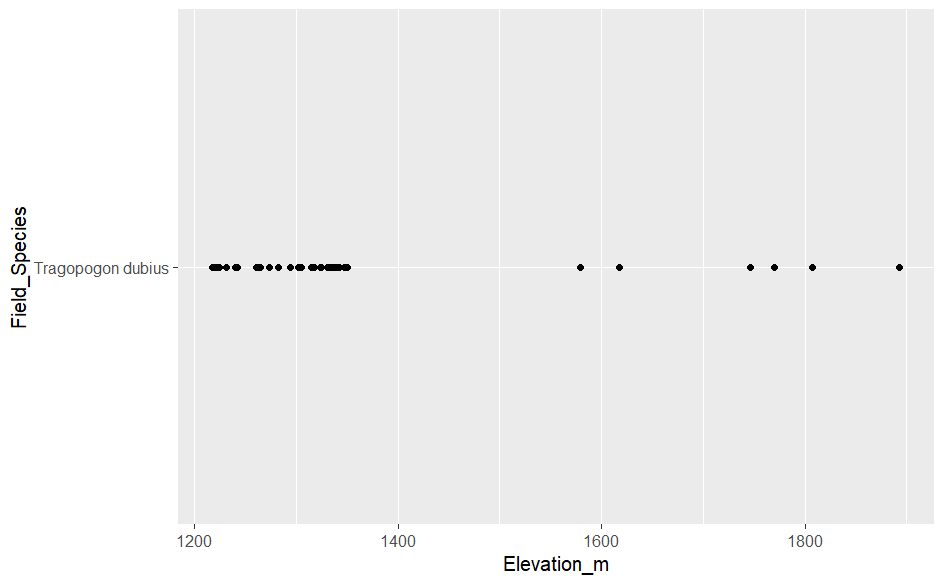 Field_Species
Tragopogon dubius
1200 1400 1600 1800
Elevation_m